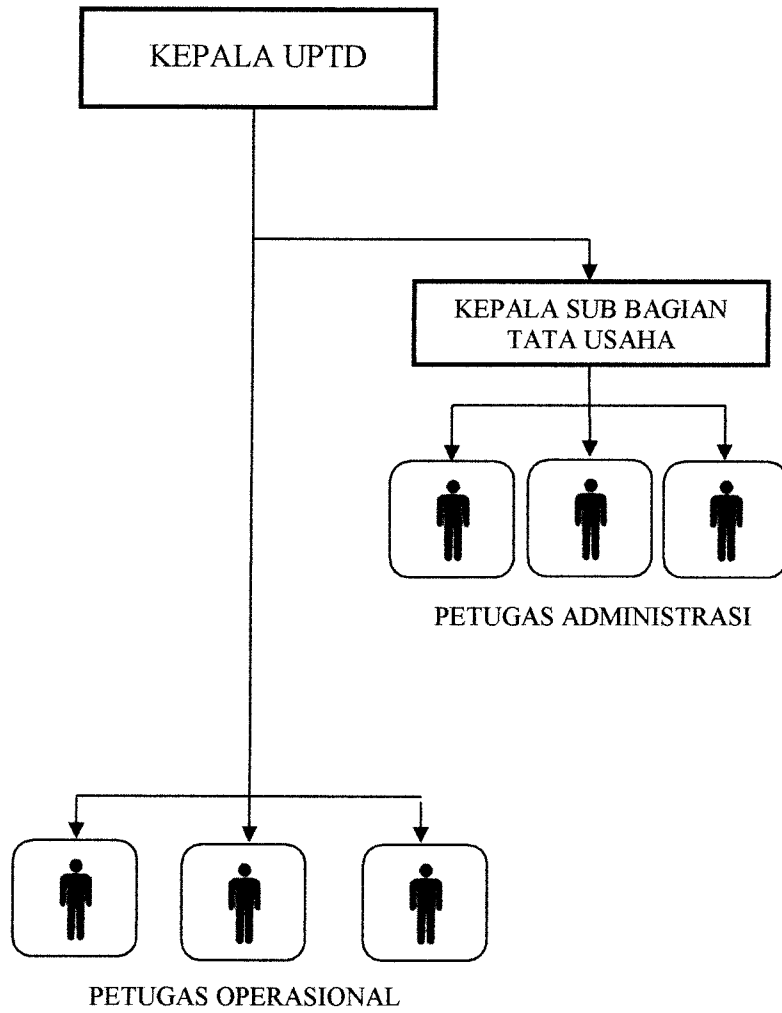 KEPALA UPTD
KEPALA SUB BAGIAN
TATA USAHA
PETUGAS ADMINISTRASI
PETUGAS OPERASIONAL